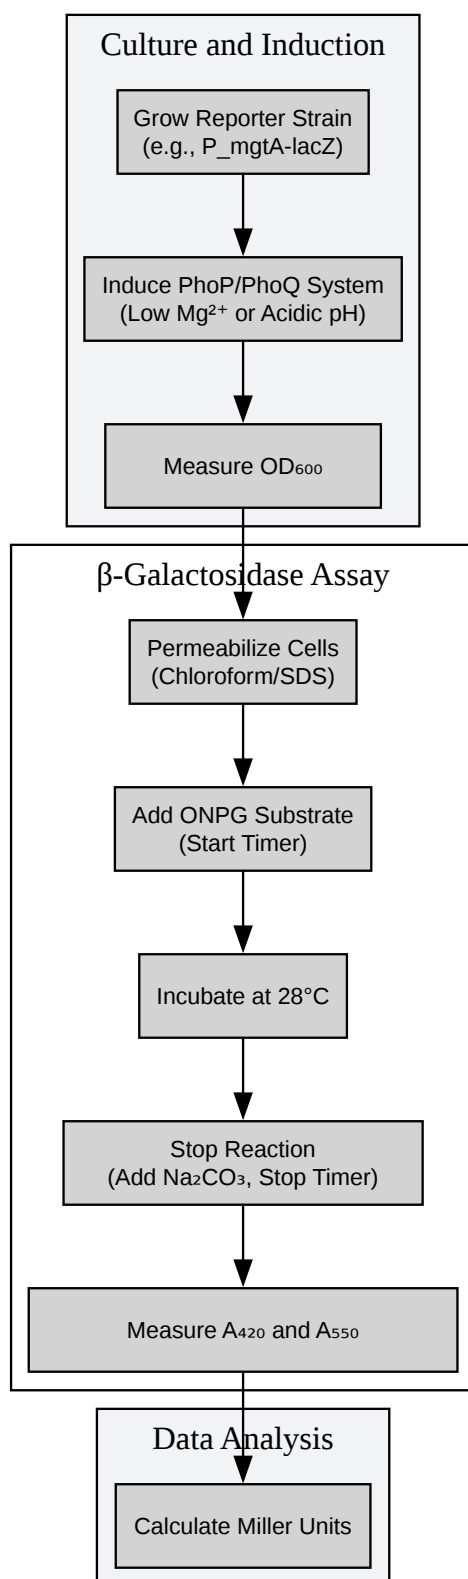 Culture and Induction
Grow Reporter Strain
(e.g., P_mgtA-lacZ)
Induce PhoP/PhoQ System
(Low Mg²⁺ or Acidic pH)
Measure OD₆₀₀
β-Galactosidase Assay
Permeabilize Cells
(Chloroform/SDS)
Add ONPG Substrate
(Start Timer)
Incubate at 28°C
Stop Reaction
(Add Na₂CO₃, Stop Timer)
Measure A₄₂₀ and A₅₅₀
Data Analysis
Calculate Miller Units